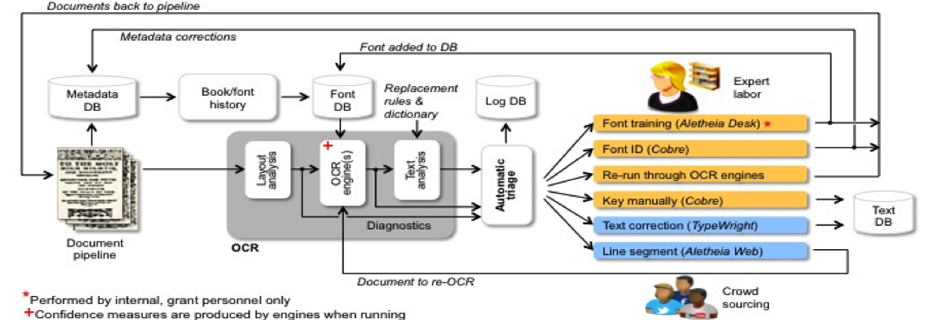 Documents back to pipeline
Metadata corrections
Font added to DB
Metadata
DB
Book/font
history
Font
DB
Replacement
rules &
dictionary
Log DB
Expert
labor
Layout
analysis
+
OCR
engine(s)
Text
analysis
Automatic
triage
Diagnostics
OCR
Document
pipeline
Font training (Aletheia Desk) ★
Font ID (Cobre)
Re-run through OCR engines
Key manually (Cobre)
Text correction (TypeWright)
Line segment (Aletheia Web)
Text
DB
Document to re-OCR
Crowd
sourcing
★Performed by internal, grant personnel only
+Confidence measures are produced by engines when running
TO THE MOST